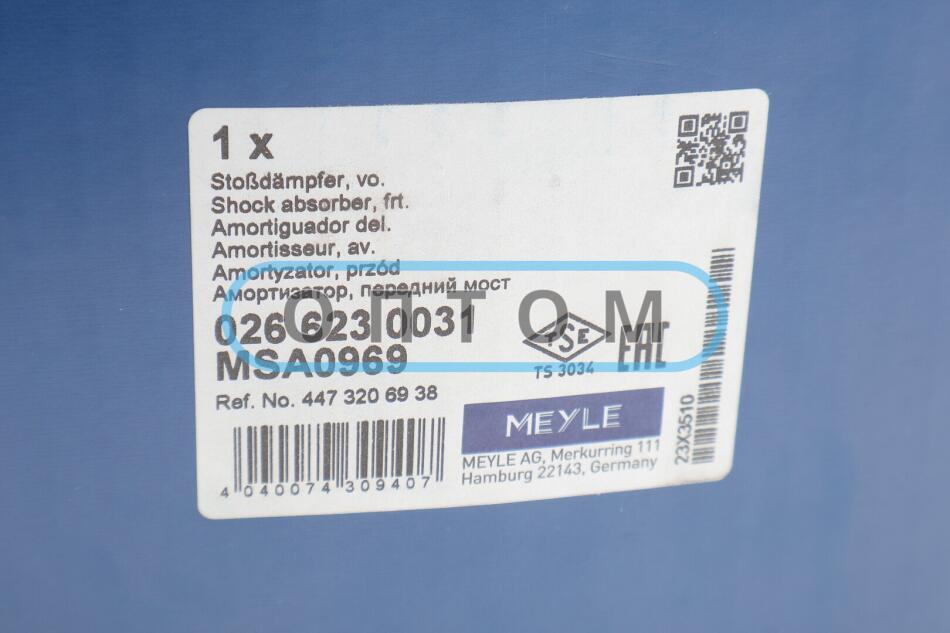 1 x
Stoßdämpfer, vo.
Shock absorber, frt.
Amortiguador del.
Amortisseur, av.
Amortyzator, przód
Амортизатор, передний мост
ОПТОМ
026 623 0031
MSA0969
TSE
TS 3034
EAC
Ref. No. 447 320 69 38
MEYLE
MEYLE AG, Merkurring 111
Hamburg 22143, Germany
4 040074 309407
23X3510